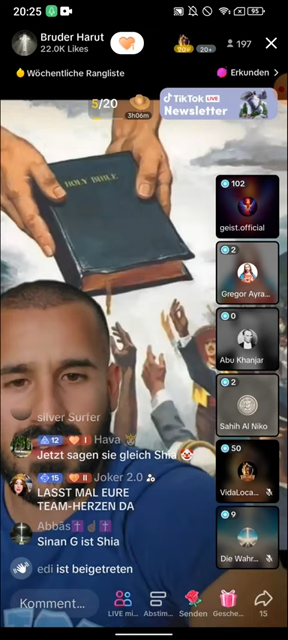 20:25
95
Bruder Harut
22.0K Likes
20+
197
Wöchentliche Rangliste
Erkunden >
5/20
3h06m
TikTok LIVE
Newsletter
HOLY BIBLE
102
geist.official
2
Gregor Ayra...
0
Abu Khanjar
2
Sahih Al Niko
50
VidaLoca...
9
Die Wahr...
silver Surfer
12 I Hava
Jetzt sagen sie gleich Shia
15 II Joker 2.0
LASST MAL EURE
TEAM-HERZEN DA
Abbas
Sinan G ist Shia
edi ist beigetreten
Komment...
LIVE mi...
Abstim...
Senden
Gesche...
15